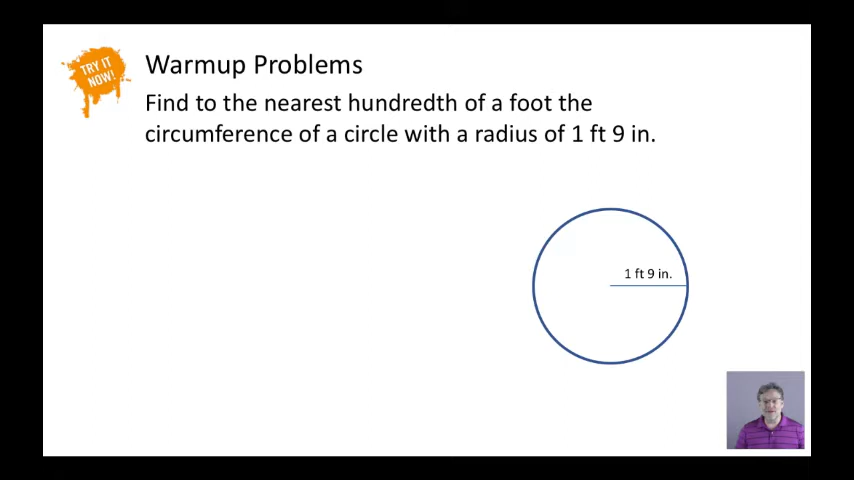 TRY IT
NOW!
Warmup Problems
Find to the nearest hundredth of a foot the
circumference of a circle with a radius of 1 ft 9 in.
1 ft 9 in.